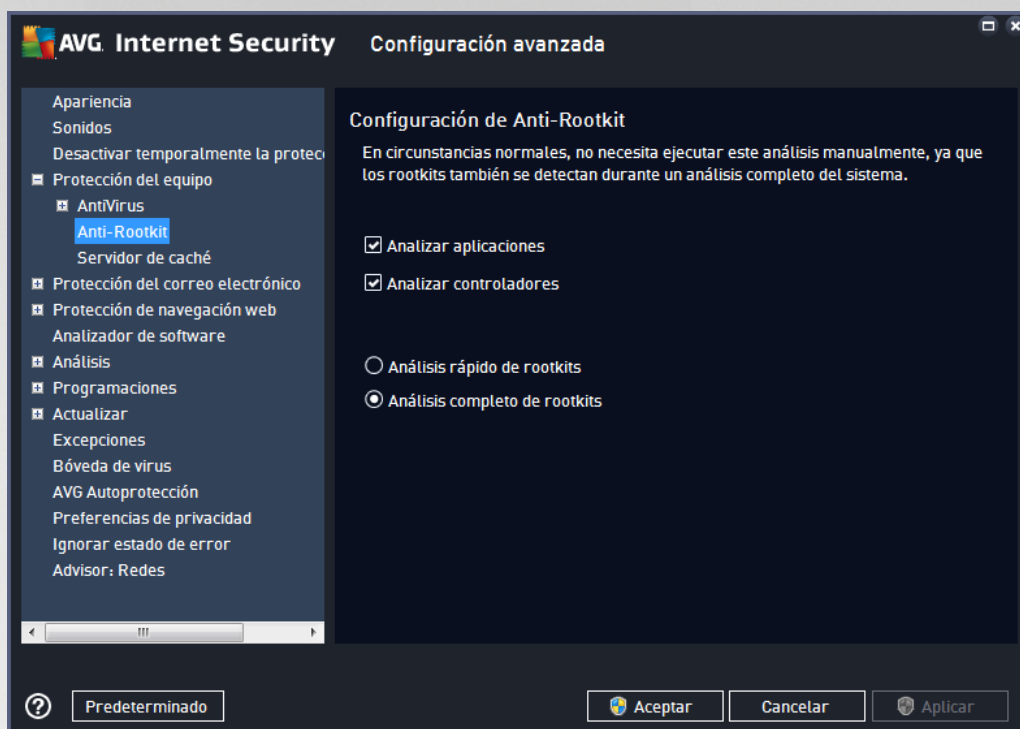 AVG. Internet Security
Configuración avanzada
Apariencia
Sonidos
Desactivar temporalmente la protec
Protección del equipo
AntiVirus
Anti-Rootkit
Servidor de caché
Protección del correo electrónico
Protección de navegación web
Analizador de software
Análisis
Programaciones
Actualizar
Excepciones
Bóveda de virus
AVG Autoprotección
Preferencias de privacidad
Ignorar estado de error
Advisor: Redes
Configuración de Anti-Rootkit
En circunstancias normales, no necesita ejecutar este análisis manualmente, ya que
los rootkits también se detectan durante un análisis completo del sistema.
Analizar aplicaciones
Analizar controladores
Análisis rápido de rootkits
Análisis completo de rootkits
Predeterminado
Aceptar
Cancelar
Aplicar